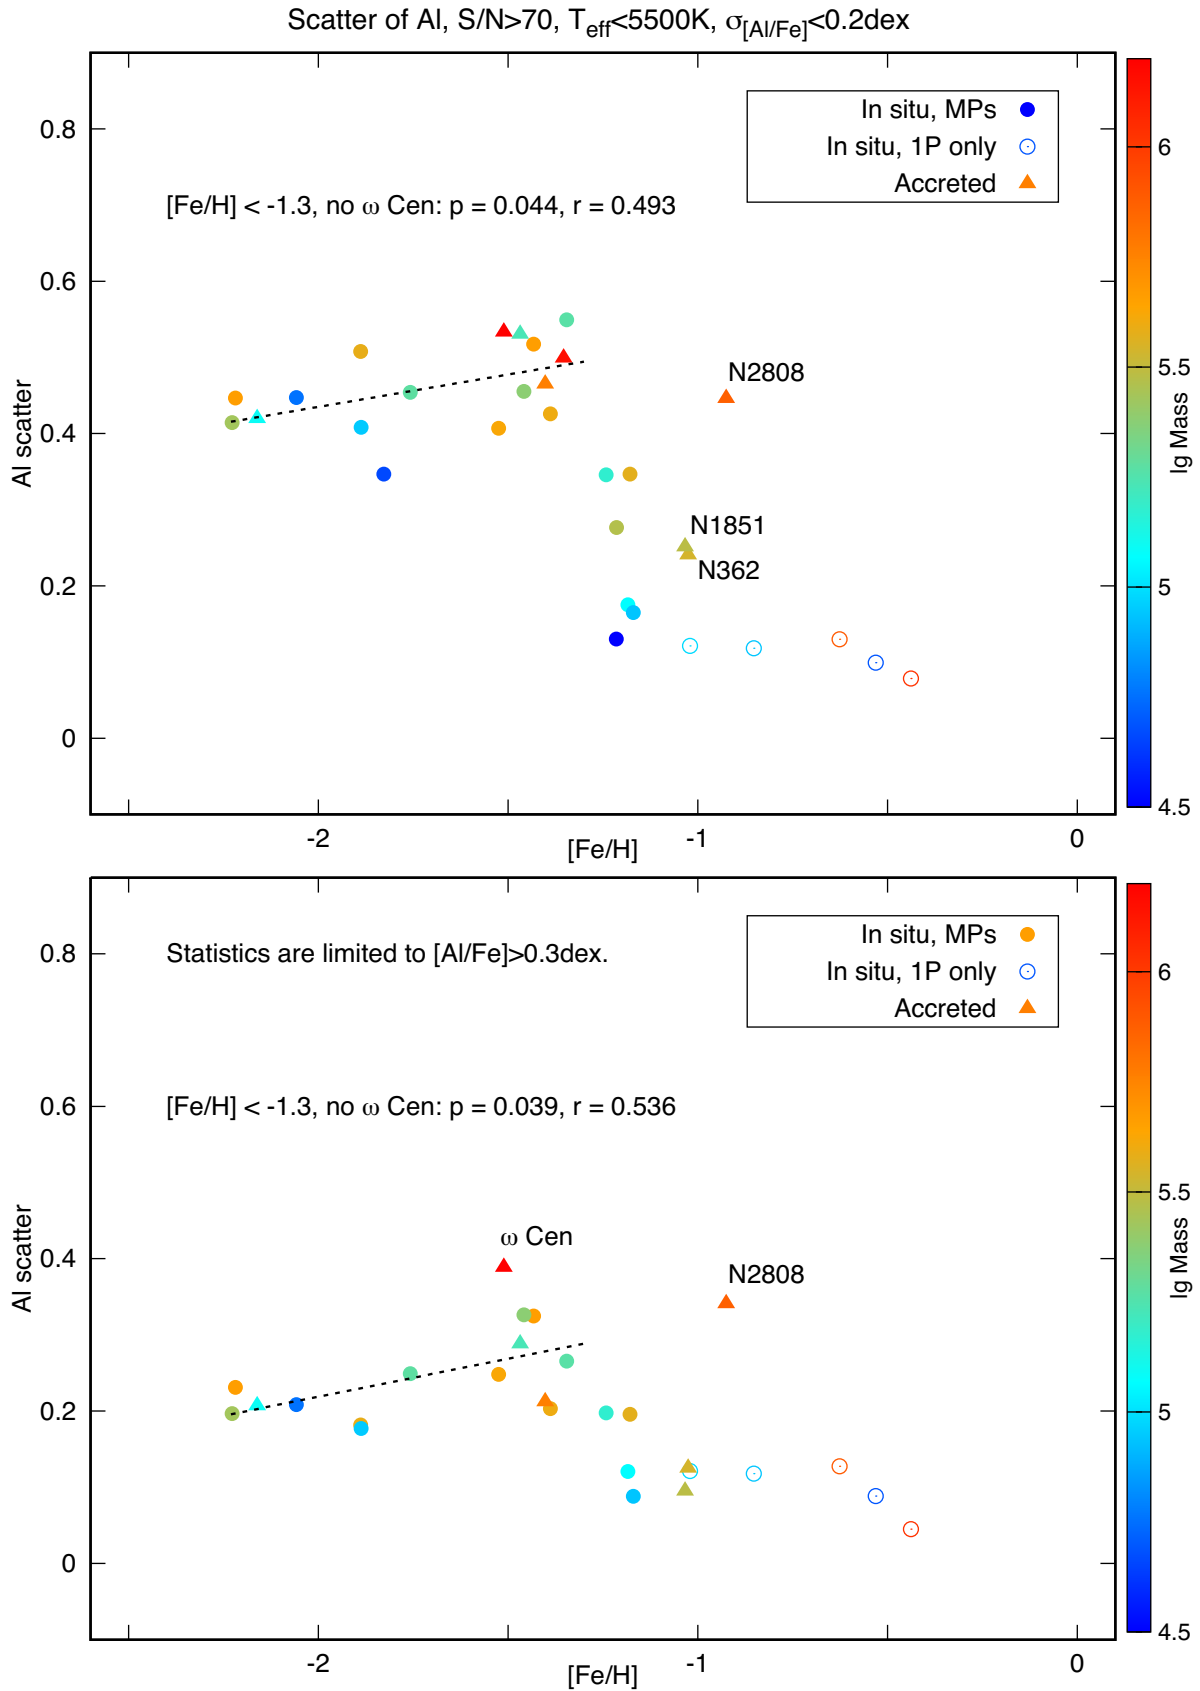 Scatter of Al, S/N>70, T_eff<5500K, σ_[Al/Fe]<0.2dex
In situ, MPs
In situ, 1P only
Accreted
[Fe/H] < -1.3, no ω Cen: p = 0.044, r = 0.493
N2808
N1851
N362
0.8
0.6
0.4
0.2
0
Al scatter
-2
-1
0
[Fe/H]
6
5.5
5
4.5
lg Mass
In situ, MPs
In situ, 1P only
Accreted
Statistics are limited to [Al/Fe]>0.3dex.
[Fe/H] < -1.3, no ω Cen: p = 0.039, r = 0.536
ω Cen
N2808
0.8
0.6
0.4
0.2
0
Al scatter
-2
-1
0
[Fe/H]
6
5.5
5
4.5
lg Mass